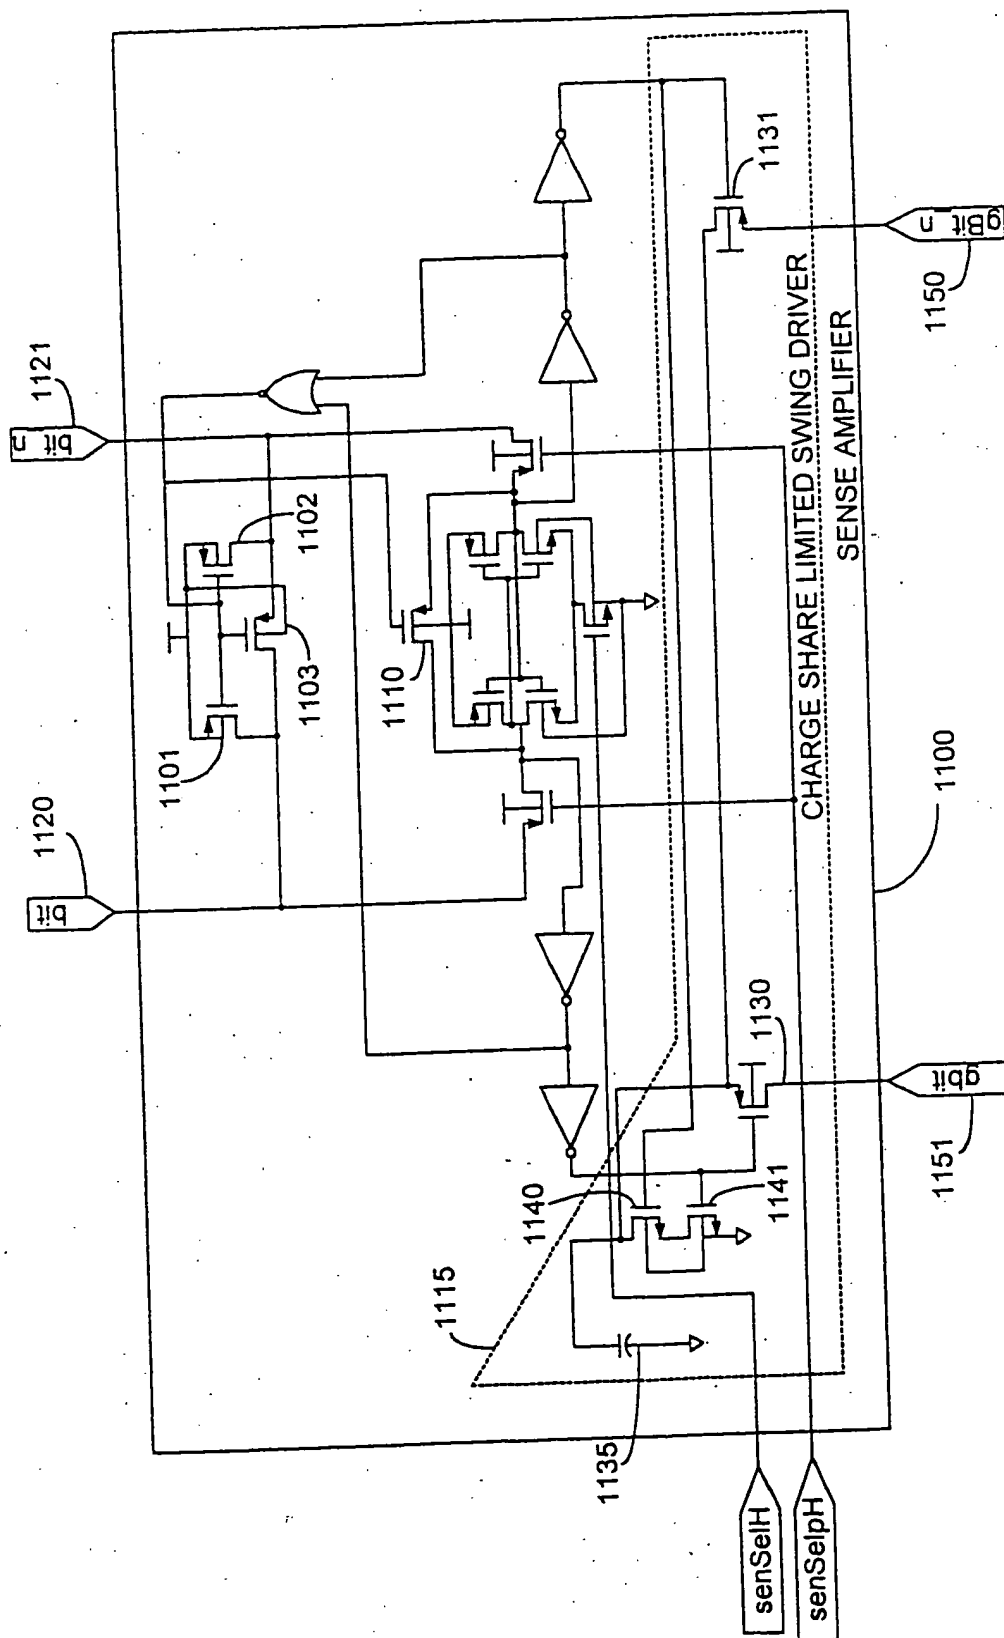 bit
1120
bit_n
1121
1101
1102
1103
1110
1115
1140
1141
1135
1130
1131
CHARGE SHARE LIMITED SWING DRIVER
SENSE AMPLIFIER
1100
senSelH
senSelpH
gbit
1151
gBit_n
1150